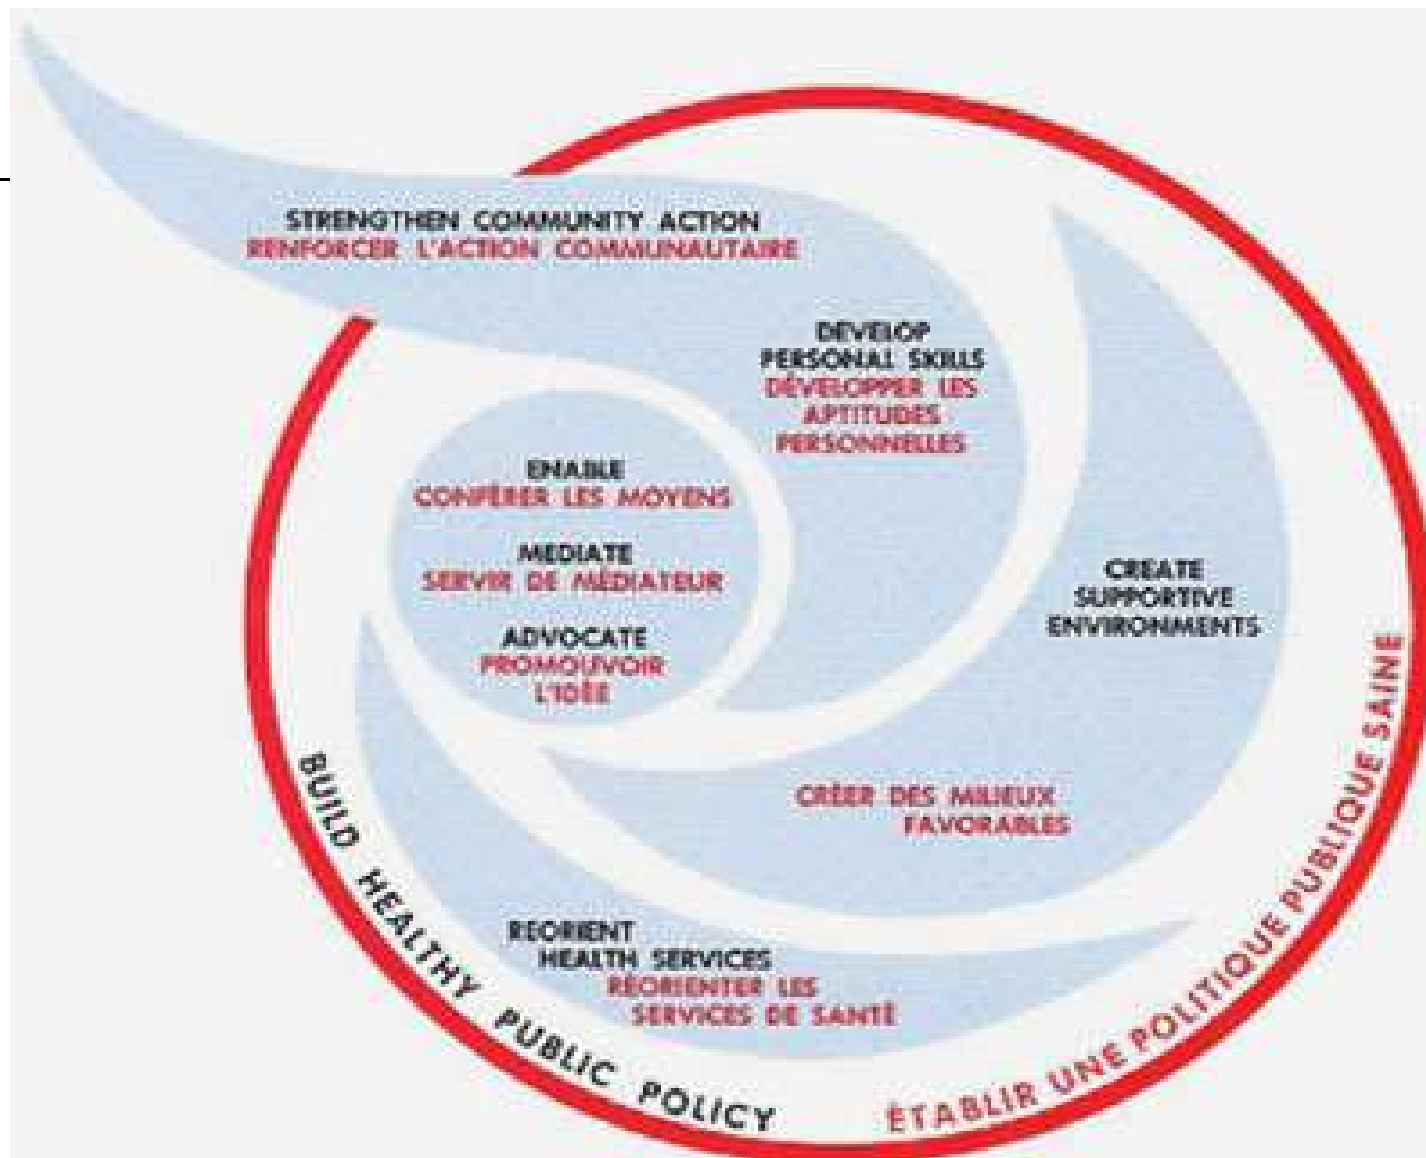 STRENGTHEN COMMUNITY ACTION
RENFORCER L'ACTION COMMUNAUTAIRE
DEVELOP
PERSONAL SKILLS
DÉVELOPPER LES
APTITUDES
PERSONNELLES
ENABLE
CONFÉRER LES MOYENS
MEDIATE
SERVIR DE MÉDIATEUR
ADVOCATE
PROMOUVOIR
L'IDÉE
CREATE
SUPPORTIVE
ENVIRONMENTS
CRÉER DES MILIEUX
FAVORABLES
REORIENT
HEALTH SERVICES
RÉORIENTER LES
SERVICES DE SANTÉ
BUILD HEALTHY PUBLIC POLICY
ÉTABLIR UNE POLITIQUE PUBLIQUE SAINE